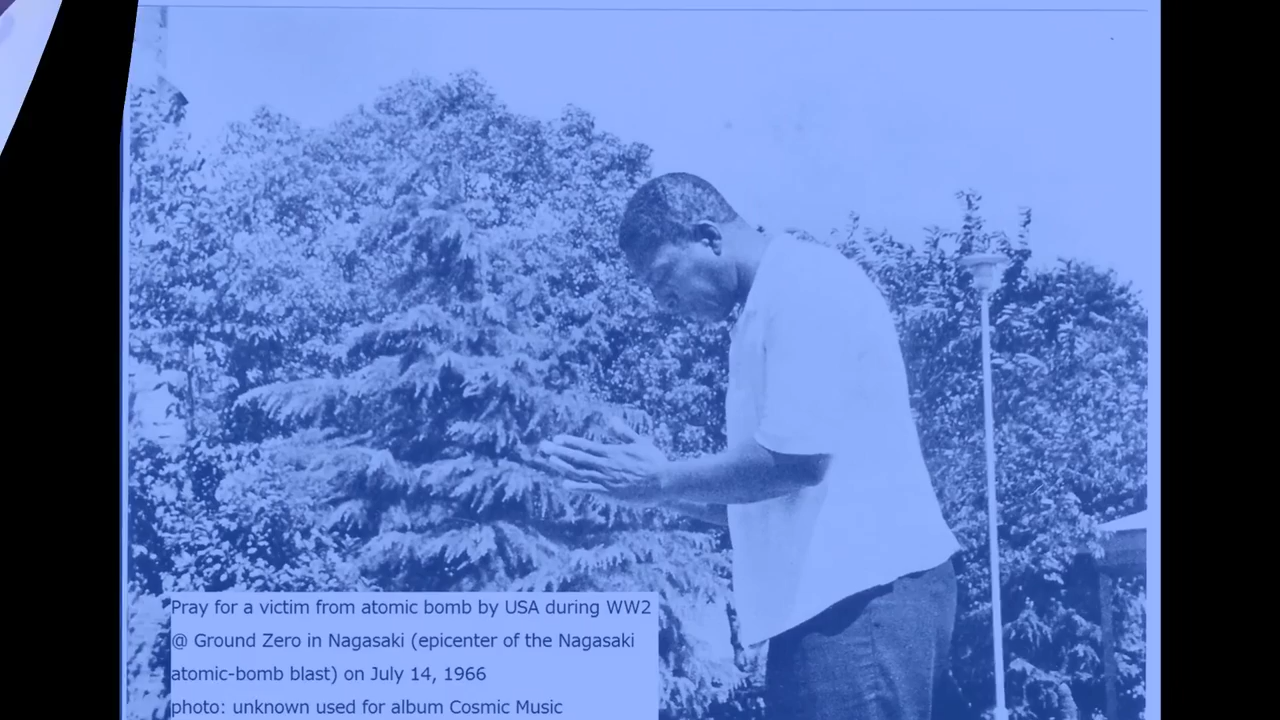 Pray for a victim from atomic bomb by USA during WW2
@ Ground Zero in Nagasaki (epicenter of the Nagasaki
atomic-bomb blast) on July 14, 1966
photo: unknown used for album Cosmic Music